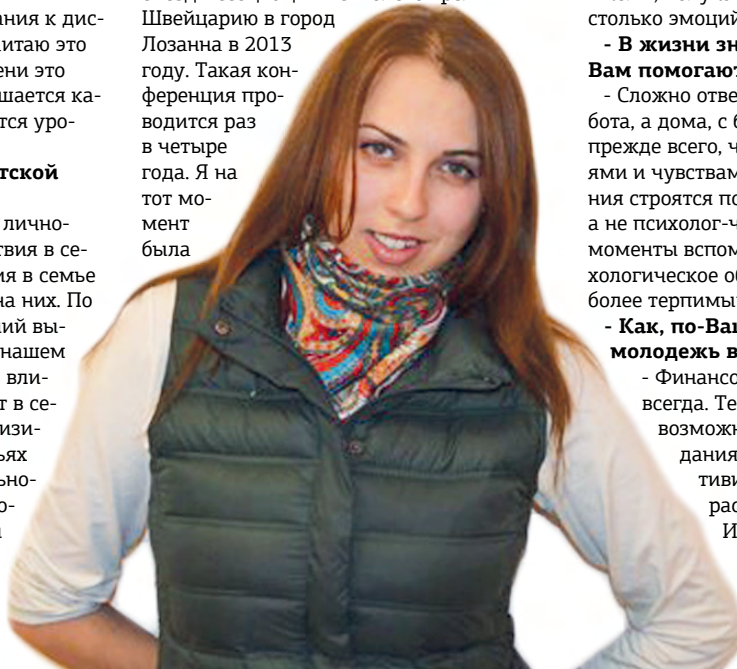 ания к дис-
итаю это
ени это
шается ка-
тся уро-
тской
лично-
твия в се-
ия в семье
на них. По
ий вы-
нашем
вли-
т в се-
изи-
ьях
ьно-
о-
Швейцарию в город
Лозанна в 2013
году. Такая кон-
ференция про-
водится раз
в четыре
года. Я на
тот мо-
мент
была
столько эмоций
- В жизни зн
Вам помогают
- Сложно отве
бота, а дома, с б
прежде всего, ч
ями и чувствам
ния строятся по
а не психолог-ч
моменты вспом
хологическое об
более терпимы
- Как, по-Ваш
молодежь в
- Финансо
всегда. Те
возможн
дания
тиви
рас
И